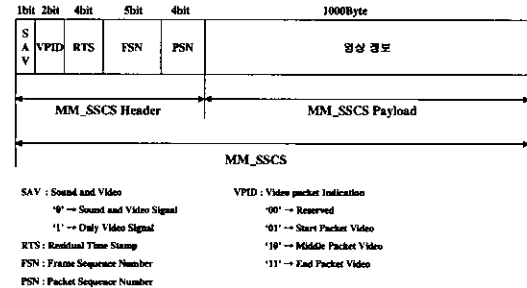 1bit 2bit 4bit 5bit 4bit 1000Byte
SAV VPID RTS FSN PSN 영상 정보
MM_SSCS Header MM_SSCS Payload
MM_SSCS
SAV : Sound and Video
'0' → Sound and Video Signal
'1' → Only Video Signal
RTS : Residual Time Stamp
FSN : Frame Sequence Number
PSN : Packet Sequence Number
VPID : Video packet Indication
'00' → Reserved
'01' → Start Packet Video
'10' → Middle Packet Video
'11' → End Packet Video